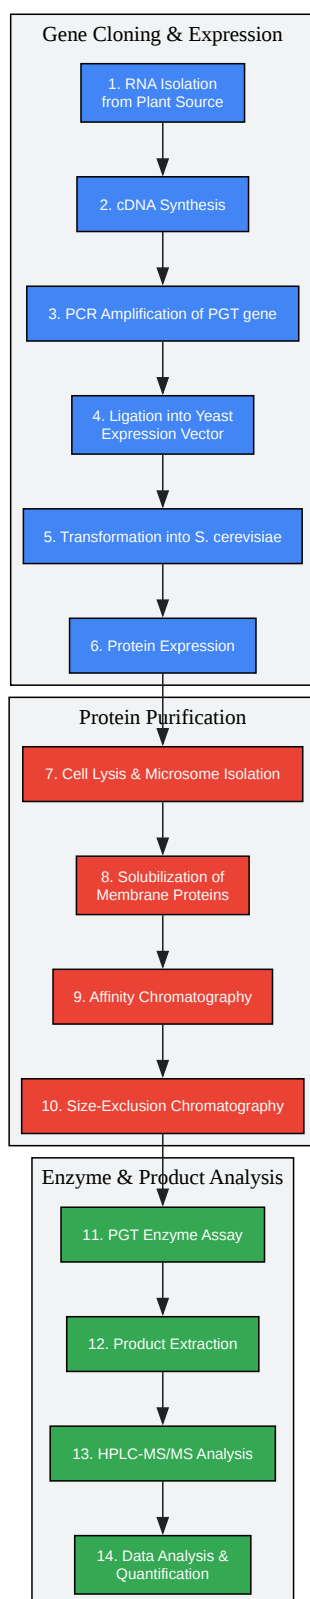 Gene Cloning & Expression
1. RNA Isolation
from Plant Source
2. cDNA Synthesis
3. PCR Amplification of PGT gene
4. Ligation into Yeast
Expression Vector
5. Transformation into S. cerevisiae
6. Protein Expression
Protein Purification
7. Cell Lysis & Microsome Isolation
8. Solubilization of
Membrane Proteins
9. Affinity Chromatography
10. Size-Exclusion Chromatography
Enzyme & Product Analysis
11. PGT Enzyme Assay
12. Product Extraction
13. HPLC-MS/MS Analysis
14. Data Analysis &
Quantification